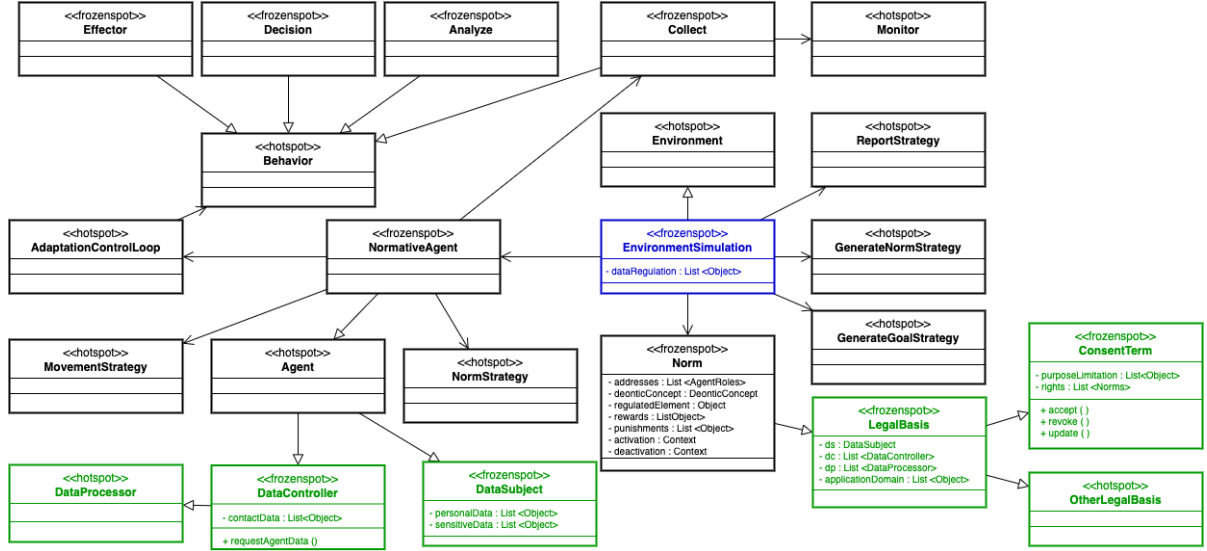 <<frozenspot>>
Effector
<<frozenspot>>
Decision
<<frozenspot>>
Analyze
<<frozenspot>>
Collect
<<hotspot>>
Monitor
<<hotspot>>
Behavior
<<hotspot>>
Environment
<<hotspot>>
ReportStrategy
<<hotspot>>
AdaptationControlLoop
<<frozenspot>>
NormativeAgent
<<frozenspot>>
EnvironmentSimulation
- dataRegulation : List <Object>
<<hotspot>>
GenerateNormStrategy
<<hotspot>>
GenerateGoalStrategy
<<hotspot>>
MovementStrategy
<<hotspot>>
Agent
<<hotspot>>
NormStrategy
<<frozenspot>>
Norm
- addresses : List <AgentRoles>
- deonticConcept : DeonticConcept
- regulatedElement : Object
- rewards : ListObject>
- punishments : List <Object>
- activation : Context
- deactivation : Context
<<frozenspot>>
LegalBasis
- ds : DataSubject
- dc : List <DataController>
- dp : List <DataProcessor>
- applicationDomain : List <Object>
<<frozenspot>>
ConsentTerm
- purposeLimitation : List<Object>
- rights : List <Norms>
+ accept ( )
+ revoke ( )
+ update ( )
<<hotspot>>
DataProcessor
<<frozenspot>>
DataController
- contactData : List<Object>
+ requestAgentData ()
<<frozenspot>>
DataSubject
- personalData : List <Object>
- sensitiveData : List <Object>
<<hotspot>>
OtherLegalBasis